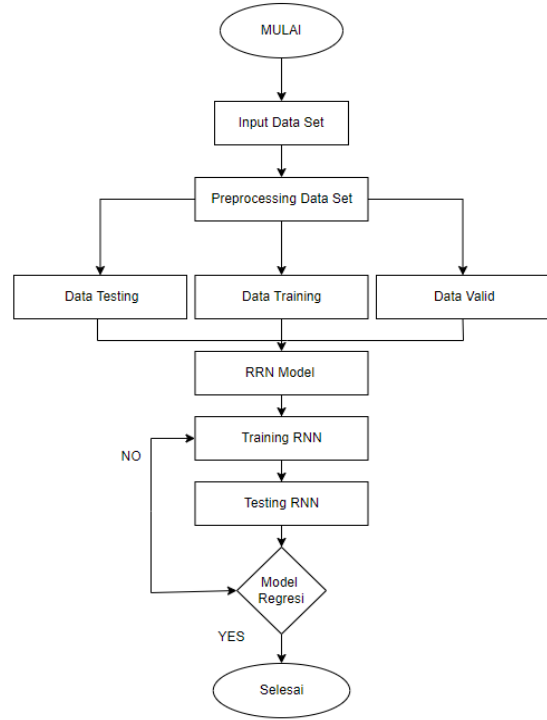 MULAI
Input Data Set
Preprocessing Data Set
Data Testing
Data Training
Data Valid
RRN Model
Training RNN
NO
Testing RNN
Model
Regresi
YES
Selesai